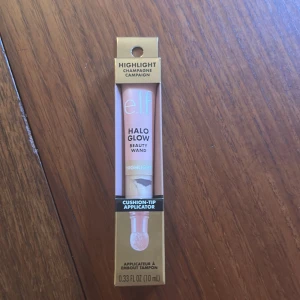 HIGHLIGHT
CHAMPAGNE
CAMPAIGN
e.l.f.
HALO
GLOW
BEAUTY
WAND
CUSHION-TIP
APPLICATOR
APPLICATEUR À
EMBOUT TAMPON
0.33 FL OZ (10 mL)